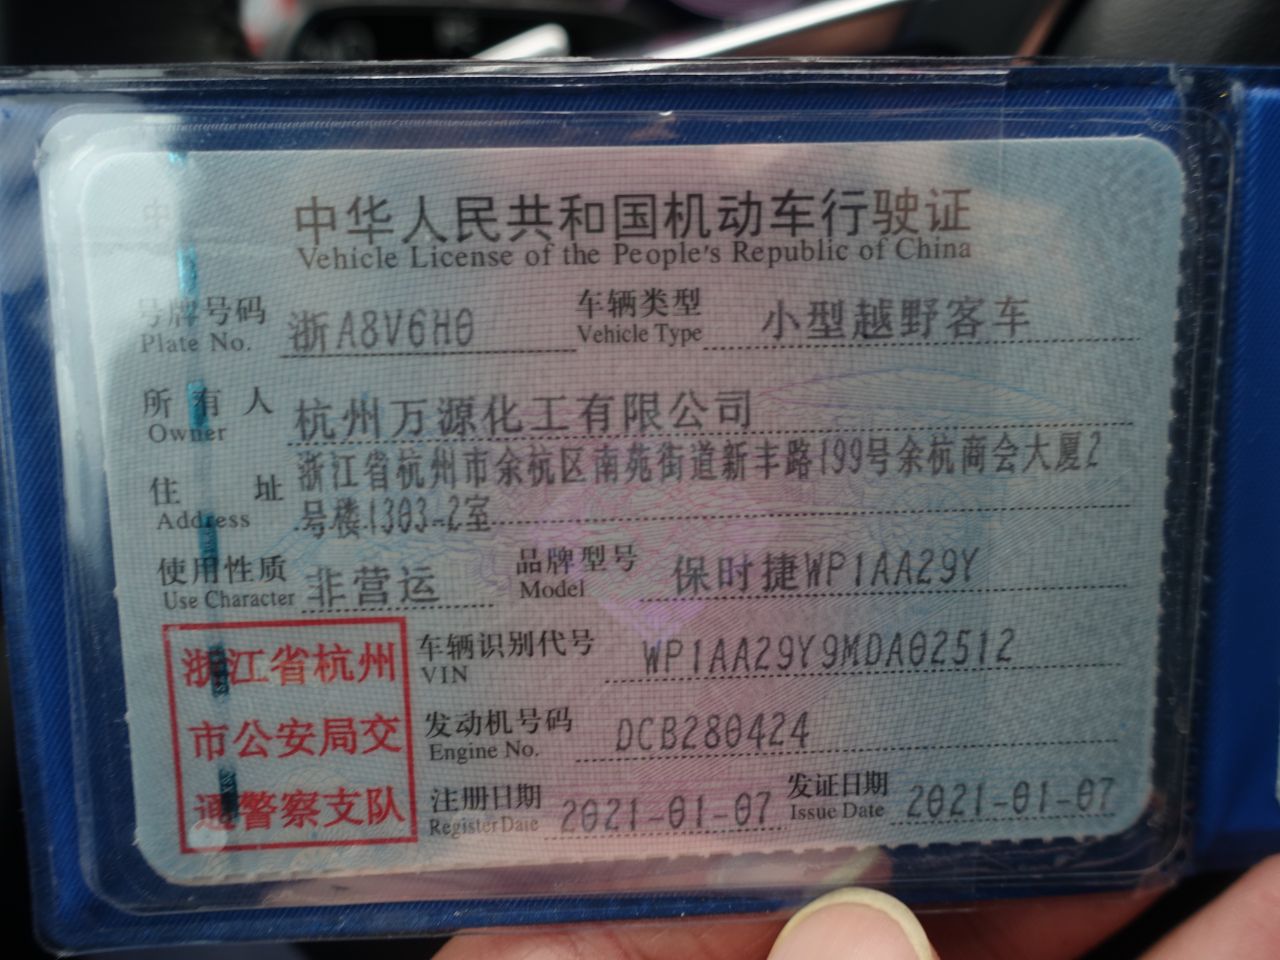 中华人民共和国机动车行驶证
Vehicle License of the People's Republic of China
号牌号码 浙A8V6H0 车辆类型 小型越野客车
Plate No. Vehicle Type
所有人 杭州万源化工有限公司
Owner
住址 浙江省杭州市余杭区南苑街道新丰路199号余杭商会大厦2
Address 号楼1303-2室
使用性质 非营运 品牌型号 保时捷WP1AA29Y
Use Character Model
浙江省杭州
市公安局交
通警察支队
车辆识别代号 WP1AA29Y9MDA02512
VIN
发动机号码 DCB280424
Engine No.
注册日期 2021-01-07 发证日期 2021-01-07
Register Date Issue Date